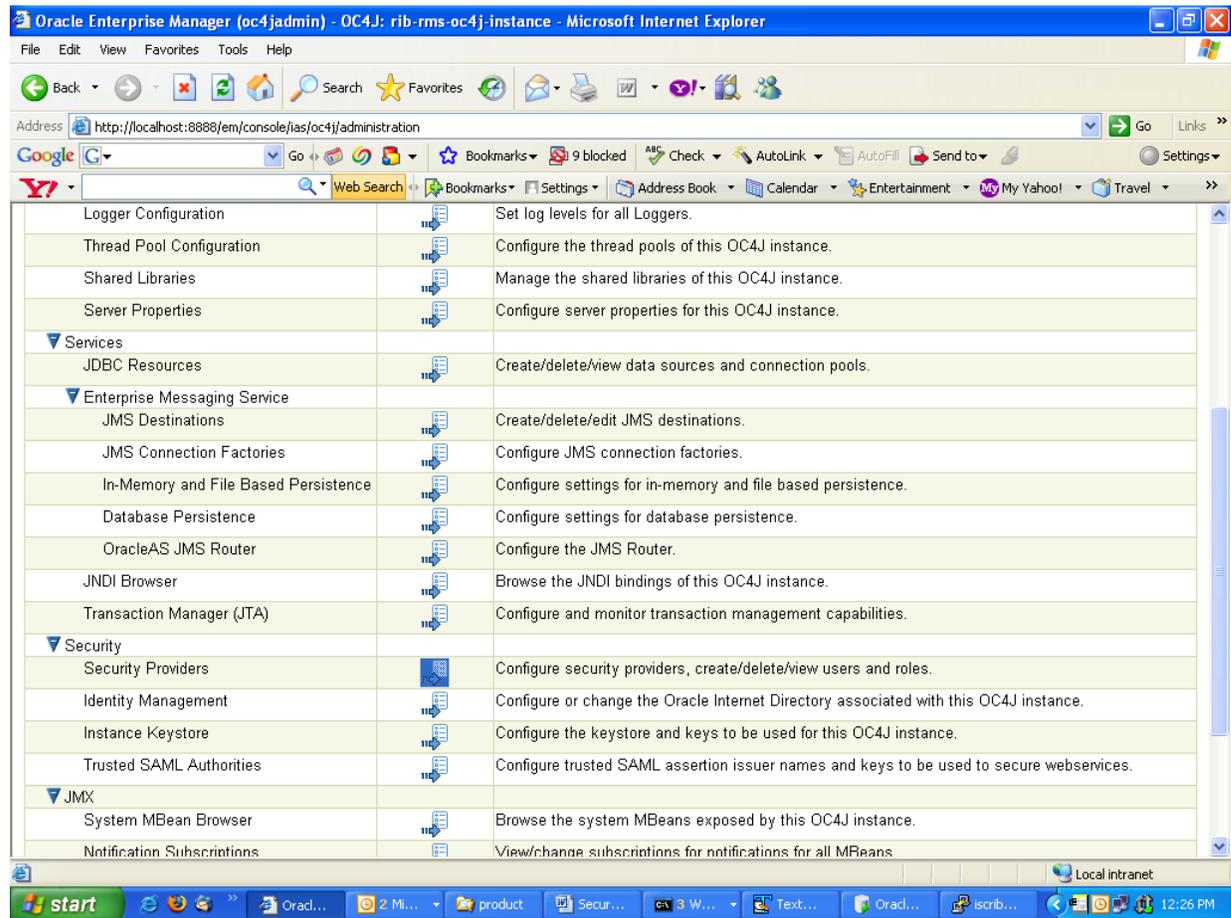 Oracle Enterprise Manager (oc4jadmin) - OC4J: rib-rms-oc4j-instance - Microsoft Internet Explorer
File Edit View Favorites Tools Help
Back Search Favorites
Address http://localhost:8888/em/console/ias/oc4j/administration Go Links »
Google G Go Bookmarks 9 blocked ABC Check AutoLink AutoFill Send to Settings
Y! Web Search Bookmarks Settings Address Book Calendar Entertainment My My Yahoo! Travel »
Logger Configuration Set log levels for all Loggers.
Thread Pool Configuration Configure the thread pools of this OC4J instance.
Shared Libraries Manage the shared libraries of this OC4J instance.
Server Properties Configure server properties for this OC4J instance.
Services
JDBC Resources Create/delete/view data sources and connection pools.
Enterprise Messaging Service
JMS Destinations Create/delete/edit JMS destinations.
JMS Connection Factories Configure JMS connection factories.
In-Memory and File Based Persistence Configure settings for in-memory and file based persistence.
Database Persistence Configure settings for database persistence.
OracleAS JMS Router Configure the JMS Router.
JNDI Browser Browse the JNDI bindings of this OC4J instance.
Transaction Manager (JTA) Configure and monitor transaction management capabilities.
Security
Security Providers Configure security providers, create/delete/view users and roles.
Identity Management Configure or change the Oracle Internet Directory associated with this OC4J instance.
Instance Keystore Configure the keystore and keys to be used for this OC4J instance.
Trusted SAML Authorities Configure trusted SAML assertion issuer names and keys to be used to secure webservices.
JMX
System MBean Browser Browse the system MBeans exposed by this OC4J instance.
Notification Subscriptions View/change subscriptions for notifications for all MBeans
Local intranet
start » Oracl... 2 Mi... product Secur... 3 W... Text... Oracl... lscrib... 12:26 PM